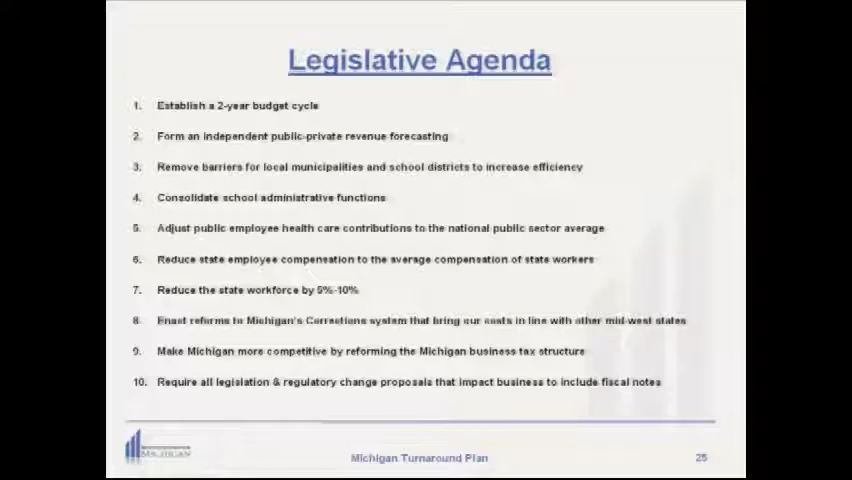 Legislative Agenda
1. Establish a 2-year budget cycle
2. Form an independent public-private revenue forecasting
3. Remove barriers for local municipalities and school districts to increase efficiency
4. Consolidate school administrative functions
5. Adjust public employee health care contributions to the national public sector average
6. Reduce state employee compensation to the average compensation of state workers
7. Reduce the state workforce by 5%-10%
8. Enact reforms to Michigan's Corrections system that bring our costs in line with other mid-west states
9. Make Michigan more competitive by reforming the Michigan business tax structure
10. Require all legislation & regulatory change proposals that impact business to include fiscal notes
MICHIGAN
Michigan Turnaround Plan
25